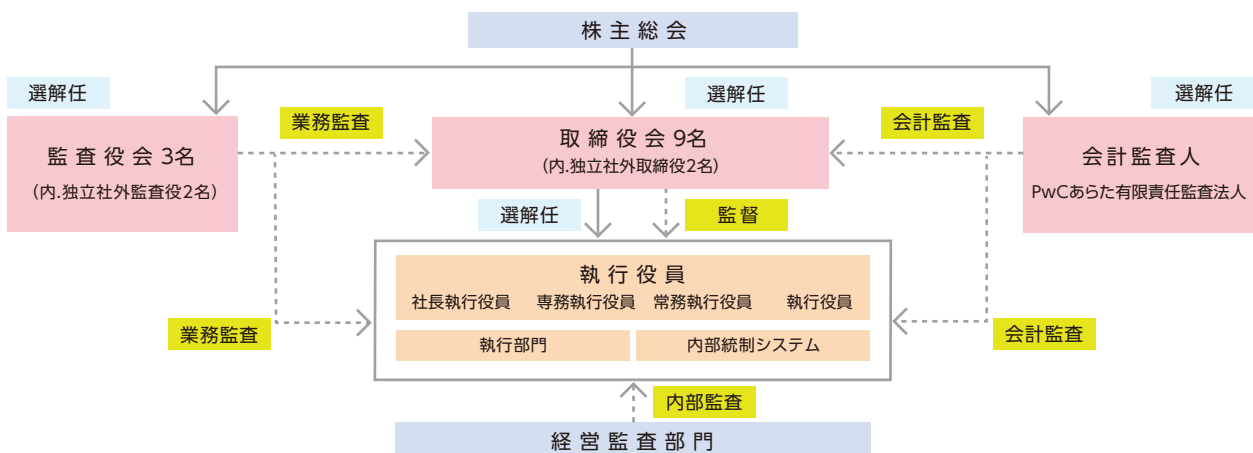 株主総会
選解任
選解任
選解任
業務監査
会計監査
監査役会 3名
(内.独立社外監査役2名)
取締役会 9名
(内.独立社外取締役2名)
会計監査人
PwCあらた有限責任監査法人
選解任
監督
執行役員
社長執行役員 専務執行役員 常務執行役員 執行役員
業務監査
会計監査
執行部門
内部統制システム
内部監査
経営監査部門